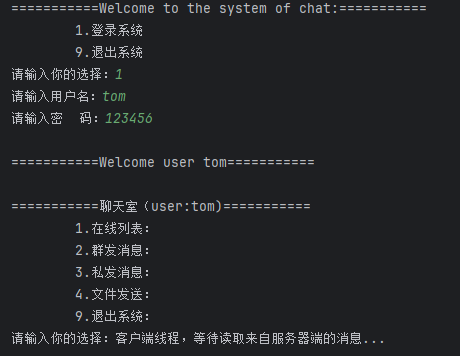 ===========Welcome to the system of chat:===========
1.登录系统
9.退出系统
请输入你的选择：1
请输入用户名：tom
请输入密  码：123456
===========Welcome user tom===========
===========聊天室（user:tom)===========
1.在线列表：
2.群发消息：
3.私发消息：
4.文件发送：
9.退出系统：
请输入你的选择：客户端线程，等待读取来自服务器端的消息...